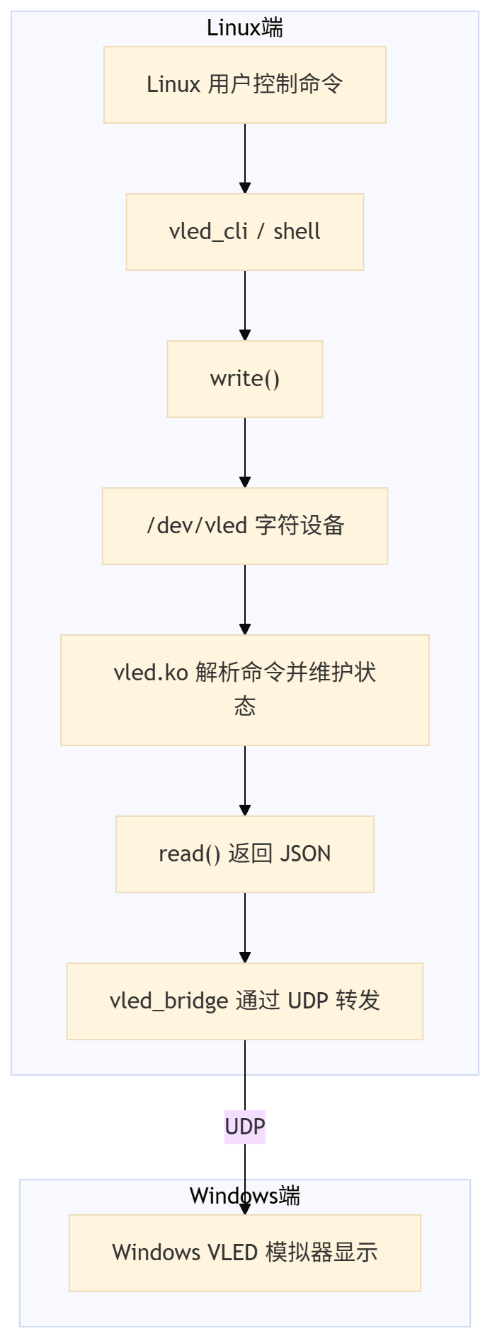 Linux端
Linux 用户控制命令
vled_cli / shell
write()
/dev/vled 字符设备
vled.ko 解析命令并维护状
态
read() 返回 JSON
vled_bridge 通过 UDP 转发
UDP
Windows端
Windows VLED 模拟器显示